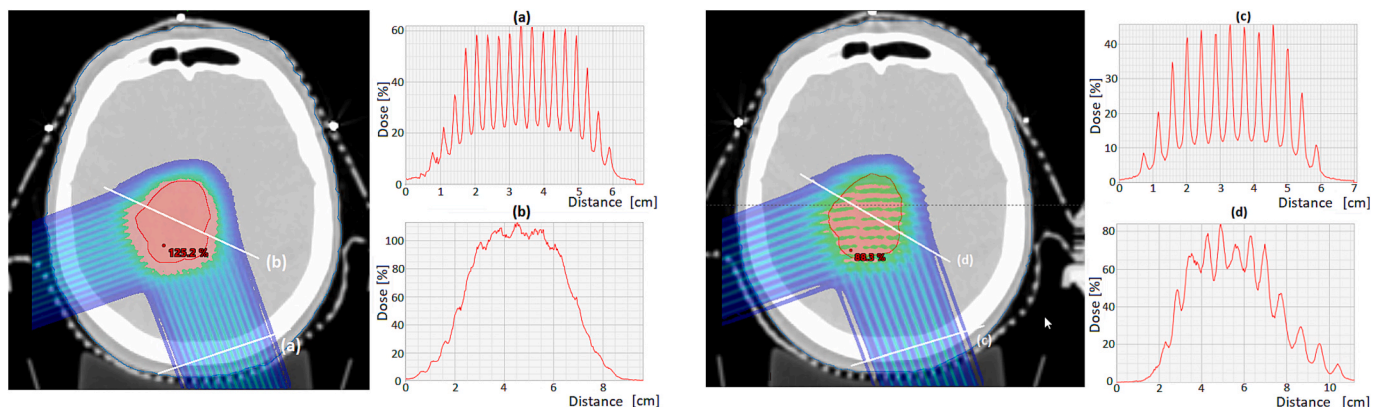 (a)
60
40
20
0
Dose [%]
0 1 2 3 4 5 6
Distance [cm]
125.2 %
(b)
(a)
(b)
100
80
60
40
20
0
Dose [%]
0 2 4 6 8
Distance [cm]
(c)
40
30
20
10
0
Dose [%]
0 1 2 3 4 5 6 7
Distance [cm]
88.3 %
(d)
(c)
(d)
80
60
40
20
0
Dose [%]
0 2 4 6 8 10
Distance [cm]